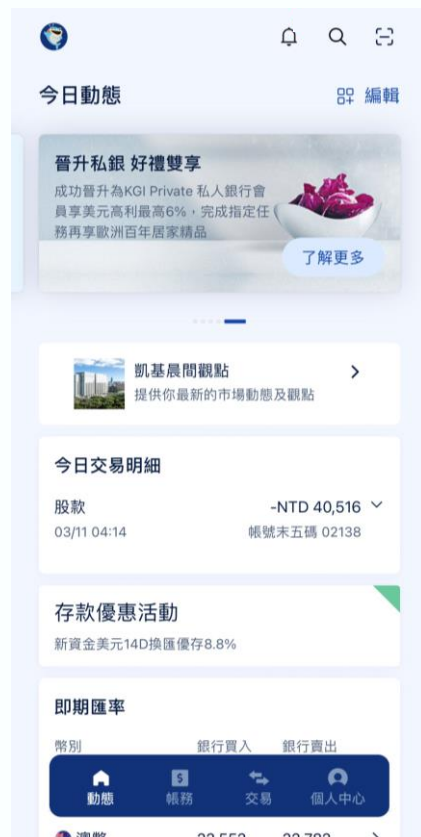 今日動態
編輯
晉升私銀 好禮雙享
成功晉升為KGI Private 私人銀行會
員享美元高利最高6%，完成指定任
務再享歐洲百年居家精品
了解更多
凱基晨間觀點
提供你最新的市場動態及觀點
今日交易明細
股款 -NTD 40,516
03/11 04:14 帳號末五碼 02138
存款優惠活動
新資金美元14D換匯優存8.8%
即期匯率
幣別 銀行買入 銀行賣出
動態 帳務 交易 個人中心